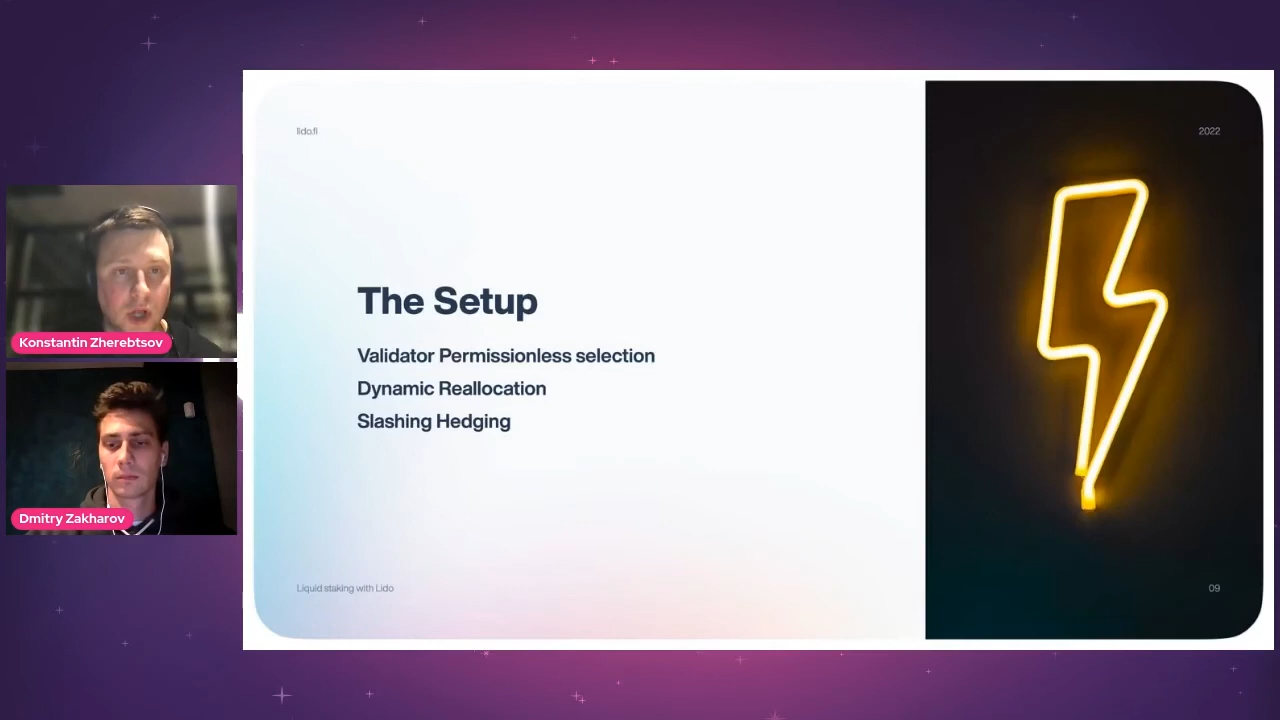 lido.fi
2022
The Setup
Validator Permissionless selection
Dynamic Reallocation
Slashing Hedging
Liquid staking with Lido
09
Konstantin Zherebtsov
Dmitry Zakharov